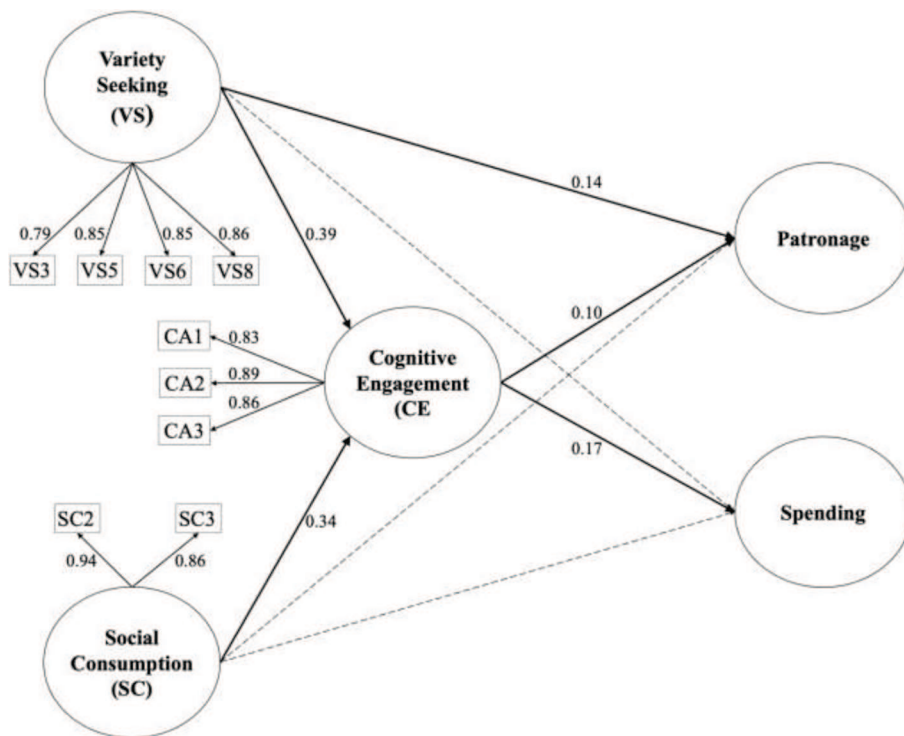 Variety
Seeking
(VS)
0.79
0.85
0.85
0.86
VS3
VS5
VS6
VS8
0.39
0.14
Patronage
CA1
0.83
CA2
0.89
CA3
0.86
Cognitive
Engagement
(CE
0.10
0.17
SC2
SC3
0.94
0.86
0.34
Spending
Social
Consumption
(SC)